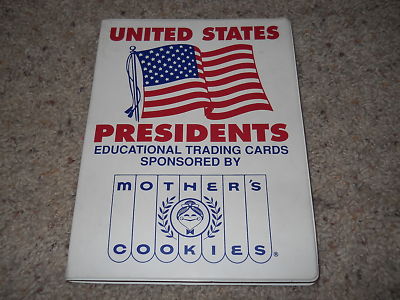 UNITED STATES
PRESIDENTS
EDUCATIONAL TRADING CARDS
SPONSORED BY
MOTHER'S
COOKIES®